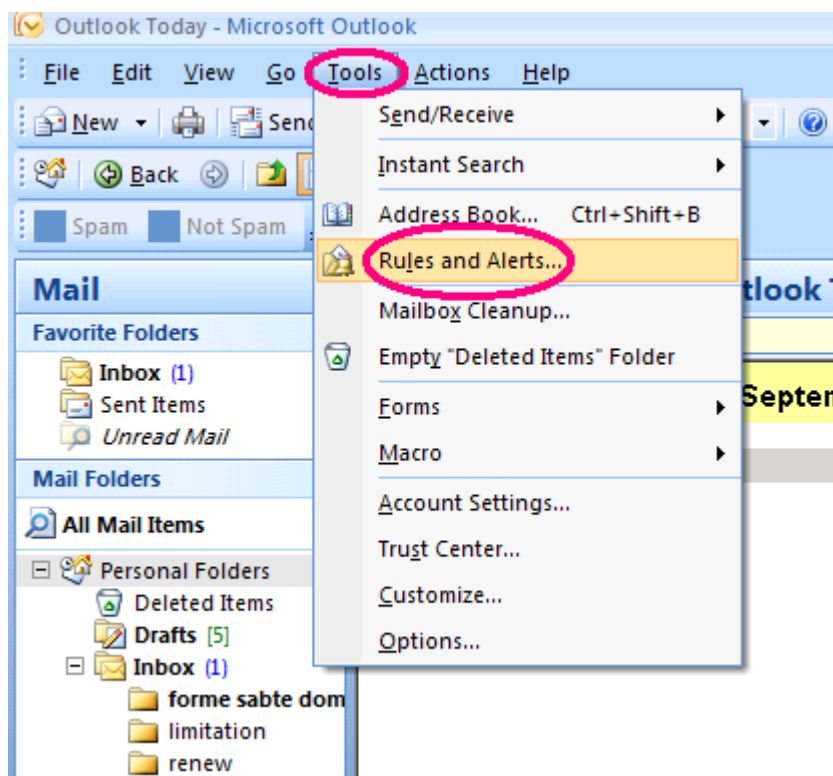 Outlook Today - Microsoft Outlook
File Edit View Go Tools Actions Help
New Send
Send/Receive
Back
Instant Search
Spam Not Spam
Address Book... Ctrl+Shift+B
Rules and Alerts...
Mail
tlook
Mailbox Cleanup...
Favorite Folders
Inbox (1)
Empty "Deleted Items" Folder
Sent Items
Forms
Septem
Unread Mail
Macro
Mail Folders
Account Settings...
All Mail Items
Trust Center...
Personal Folders
Customize...
Deleted Items
Drafts [5]
Options...
Inbox (1)
forme sabte dom
limitation
renew